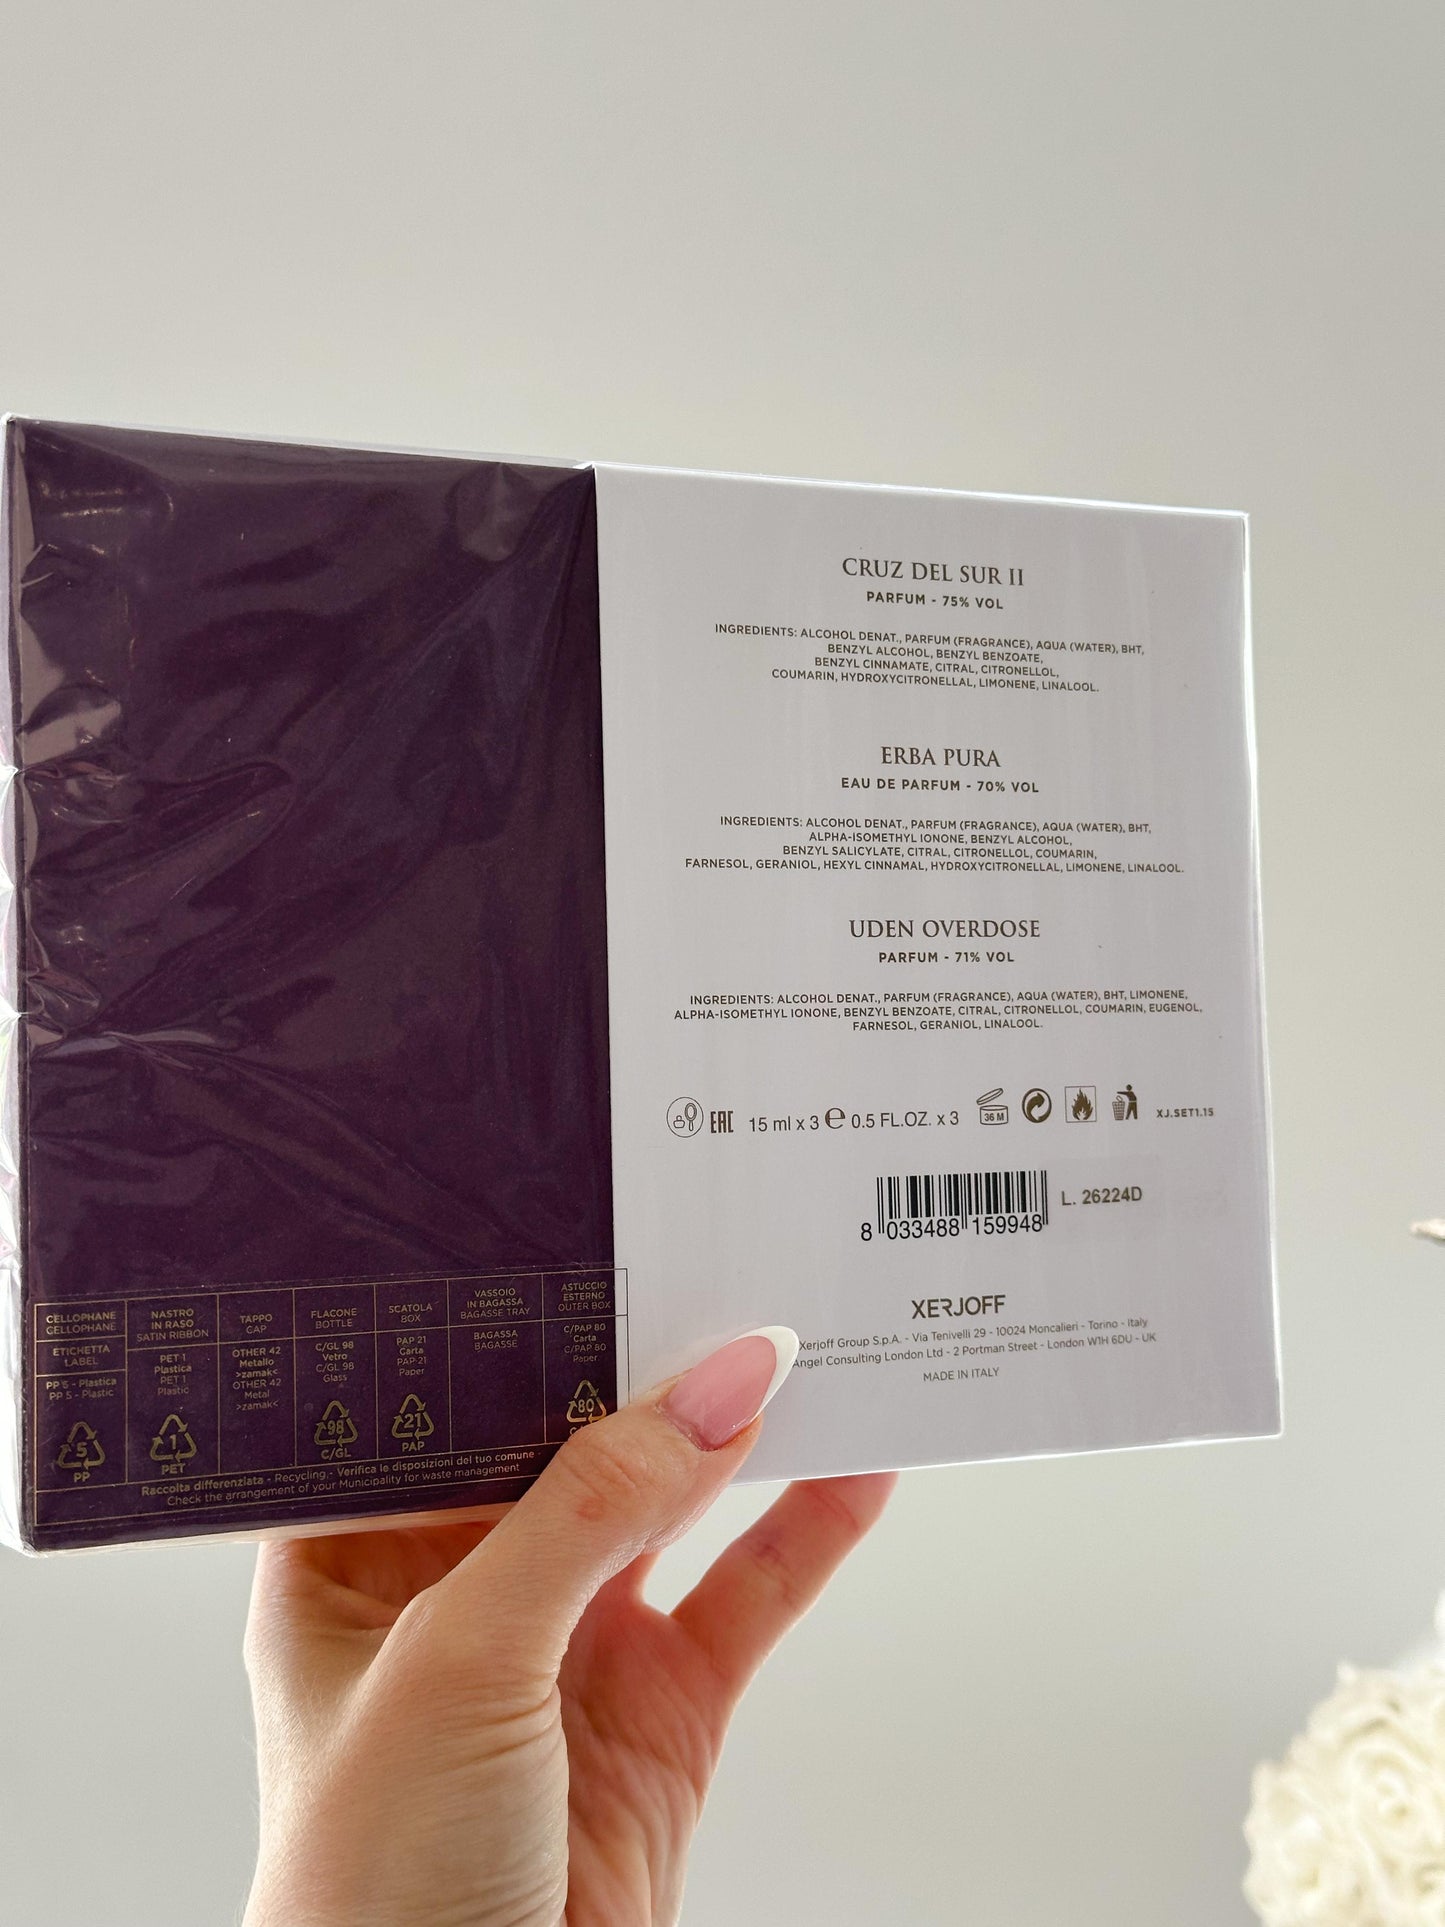 CRUZ DEL SUR II
PARFUM - 75% VOL
INGREDIENTS: ALCOHOL DENAT., PARFUM (FRAGRANCE), AQUA (WATER), BHT,
BENZYL ALCOHOL, BENZYL BENZOATE,
BENZYL CINNAMATE, CITRAL, CITRONELLOL,
COUMARIN, HYDROXYCITRONELLAL, LIMONENE, LINALOOL.
ERBA PURA
EAU DE PARFUM - 70% VOL
INGREDIENTS: ALCOHOL DENAT., PARFUM (FRAGRANCE), AQUA (WATER), BHT,
ALPHA-ISOMETHYL IONONE, BENZYL ALCOHOL,
BENZYL SALICYLATE, CITRAL, CITRONELLOL, COUMARIN,
FARNESOL, GERANIOL, HEXYL CINNAMAL, HYDROXYCITRONELLAL, LIMONENE, LINALOOL.
UDEN OVERDOSE
PARFUM - 71% VOL
INGREDIENTS: ALCOHOL DENAT., PARFUM (FRAGRANCE), AQUA (WATER), BHT, LIMONENE,
ALPHA-ISOMETHYL IONONE, BENZYL BENZOATE, CITRAL, CITRONELLOL, COUMARIN, EUGENOL,
FARNESOL, GERANIOL, LINALOOL.
EAC 15 ml x 3 e 0.5 FL.OZ. x 3 36 M XJ.SET1.15
L. 26224D
8 033488 159948
XERJOFF
Xerjoff Group S.p.A. - Via Tenivelli 29 - 10024 Moncalieri - Torino - Italy
Angel Consulting London Ltd - 2 Portman Street - London W1H 6DU - UK
MADE IN ITALY
CELLOPHANE
CELLOPHANE
ETICHETTA
LABEL
PP 5 - Plastica
PP 5 - Plastic
5
PP
NASTRO
IN RASO
SATIN RIBBON
PET 1
Plastica
PET 1
Plastic
1
PET
TAPPO
CAP
OTHER 42
Metallo
>zamak<
OTHER 42
Metal
>zamak<
FLACONE
BOTTLE
C/GL 98
Vetro
C/GL 98
Glass
98
C/GL
SCATOLA
BOX
PAP 21
Carta
PAP 21
Paper
21
PAP
VASSOIO
IN BAGASSA
BAGASSE TRAY
BAGASSA
BAGASSE
ASTUCCIO
ESTERNO
OUTER BOX
C/PAP 80
Carta
C/PAP 80
Paper
80
Raccolta differenziata - Recycling - Verifica le disposizioni del tuo comune -
Check the arrangement of your Municipality for waste management